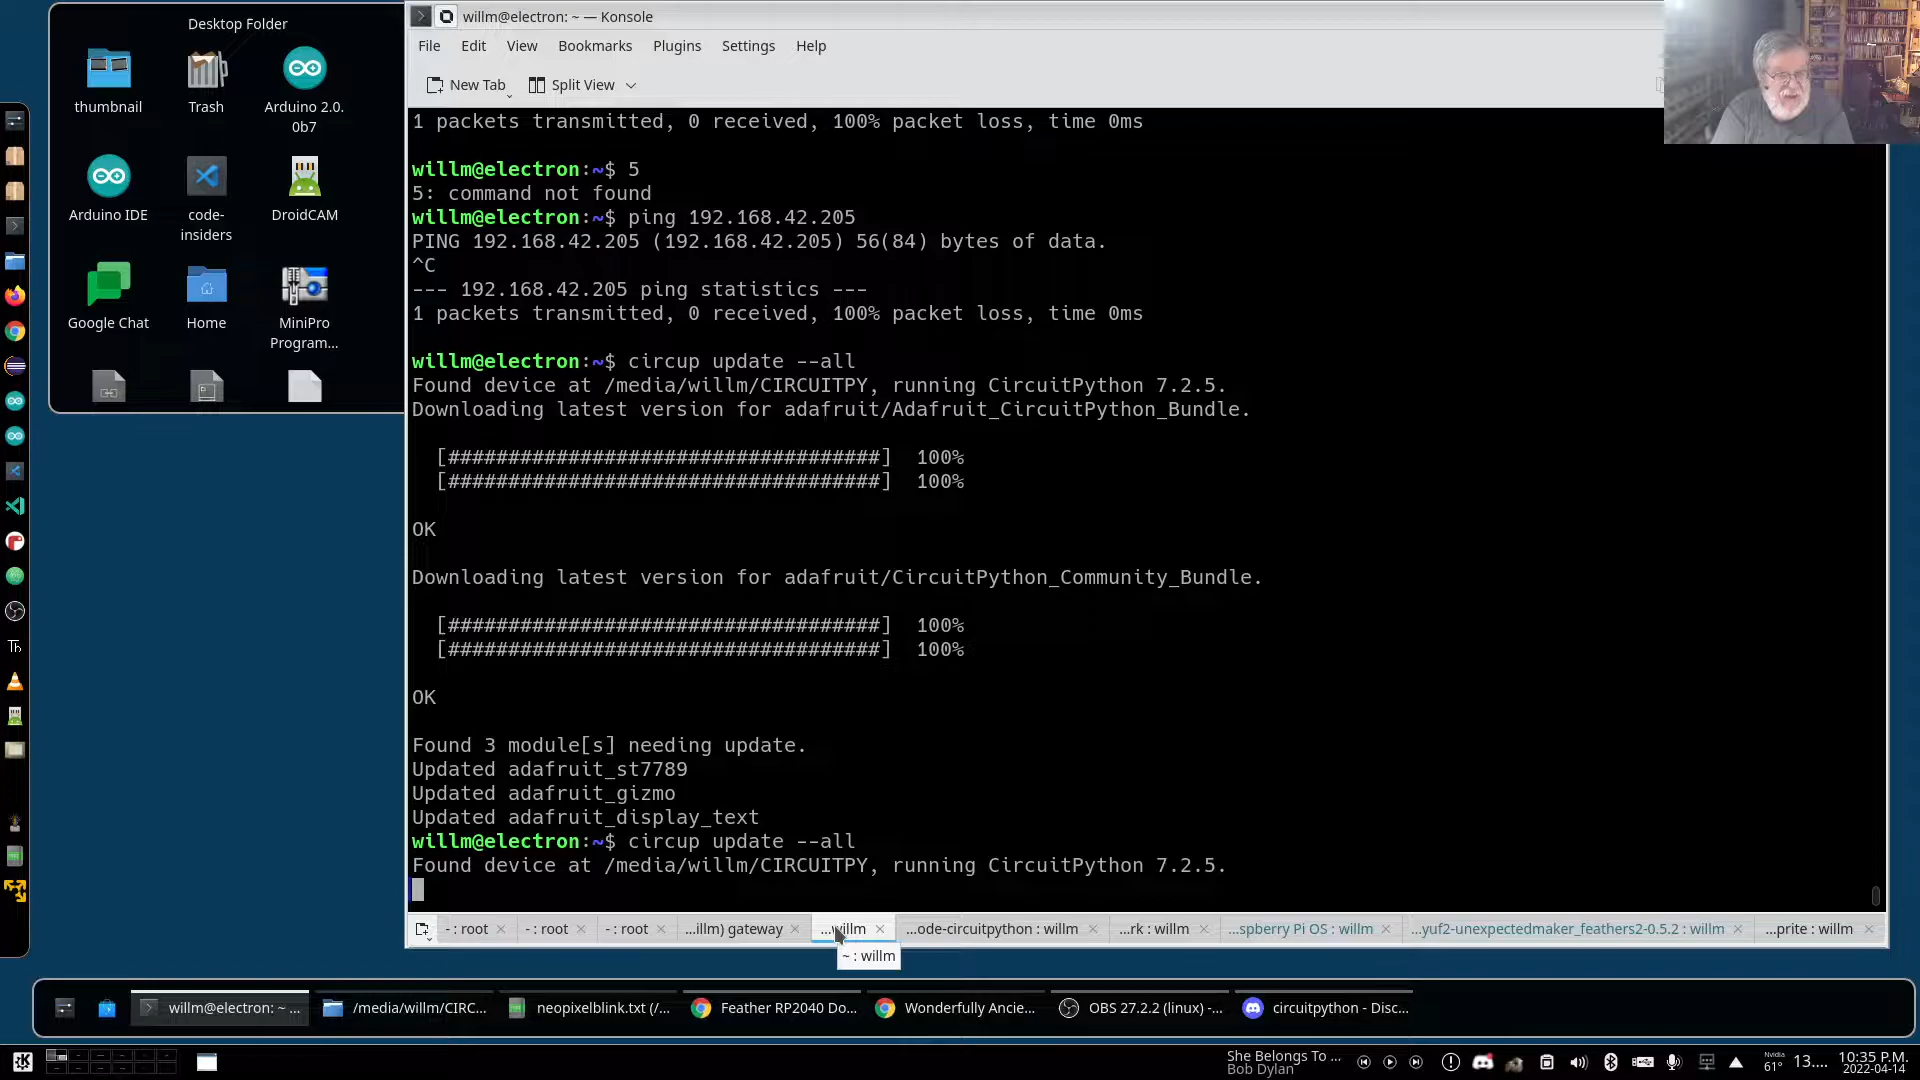 Desktop Folder
thumbnail
Trash
Arduino 2.0.
0b7
Arduino IDE
code-
insiders
DroidCAM
Google Chat
Home
MiniPro
Program...
willm@electron: ~ — Konsole
File Edit View Bookmarks Plugins Settings Help
New Tab Split View
1 packets transmitted, 0 received, 100% packet loss, time 0ms
willm@electron:~$ 5
5: command not found
willm@electron:~$ ping 192.168.42.205
PING 192.168.42.205 (192.168.42.205) 56(84) bytes of data.
^C
--- 192.168.42.205 ping statistics ---
1 packets transmitted, 0 received, 100% packet loss, time 0ms
willm@electron:~$ circup update --all
Found device at /media/willm/CIRCUITPY, running CircuitPython 7.2.5.
Downloading latest version for adafruit/Adafruit_CircuitPython_Bundle.
[####################################] 100%
[####################################] 100%
OK
Downloading latest version for adafruit/CircuitPython_Community_Bundle.
[####################################] 100%
[####################################] 100%
OK
Found 3 module[s] needing update.
Updated adafruit_st7789
Updated adafruit_gizmo
Updated adafruit_display_text
willm@electron:~$ circup update --all
Found device at /media/willm/CIRCUITPY, running CircuitPython 7.2.5.
- : root - : root - : root ...illm) gateway ...willm ...ode-circuitpython : willm ...rk : willm ...spberry Pi OS : willm ...yuf2-unexpectedmaker_feathers2-0.5.2 : willm ...prite : willm
~ : willm
willm@electron: ~ ... /media/willm/CIRC... neopixelblink.txt (/... Feather RP2040 Do... Wonderfully Ancie... OBS 27.2.2 (linux) -... circuitpython - Disc...
She Belongs To ...
Bob Dylan
Nvidia
61°
13....
10:35 P.M.
2022-04-14